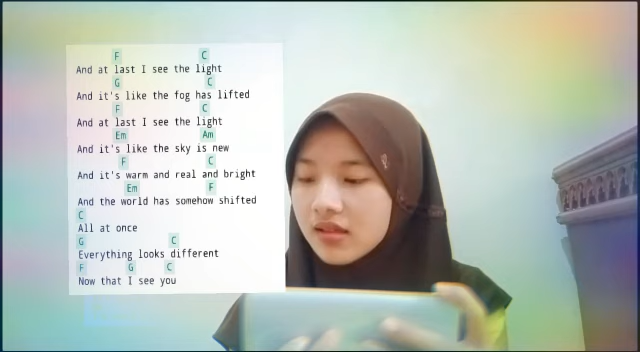 F C
And at last I see the light
G C
And it's like the fog has lifted
F C
And at last I see the light
Em Am
And it's like the sky is new
F C
And it's warm and real and bright
Em F
And the world has somehow shifted
C
All at once
G C
Everything looks different
F G C
Now that I see you